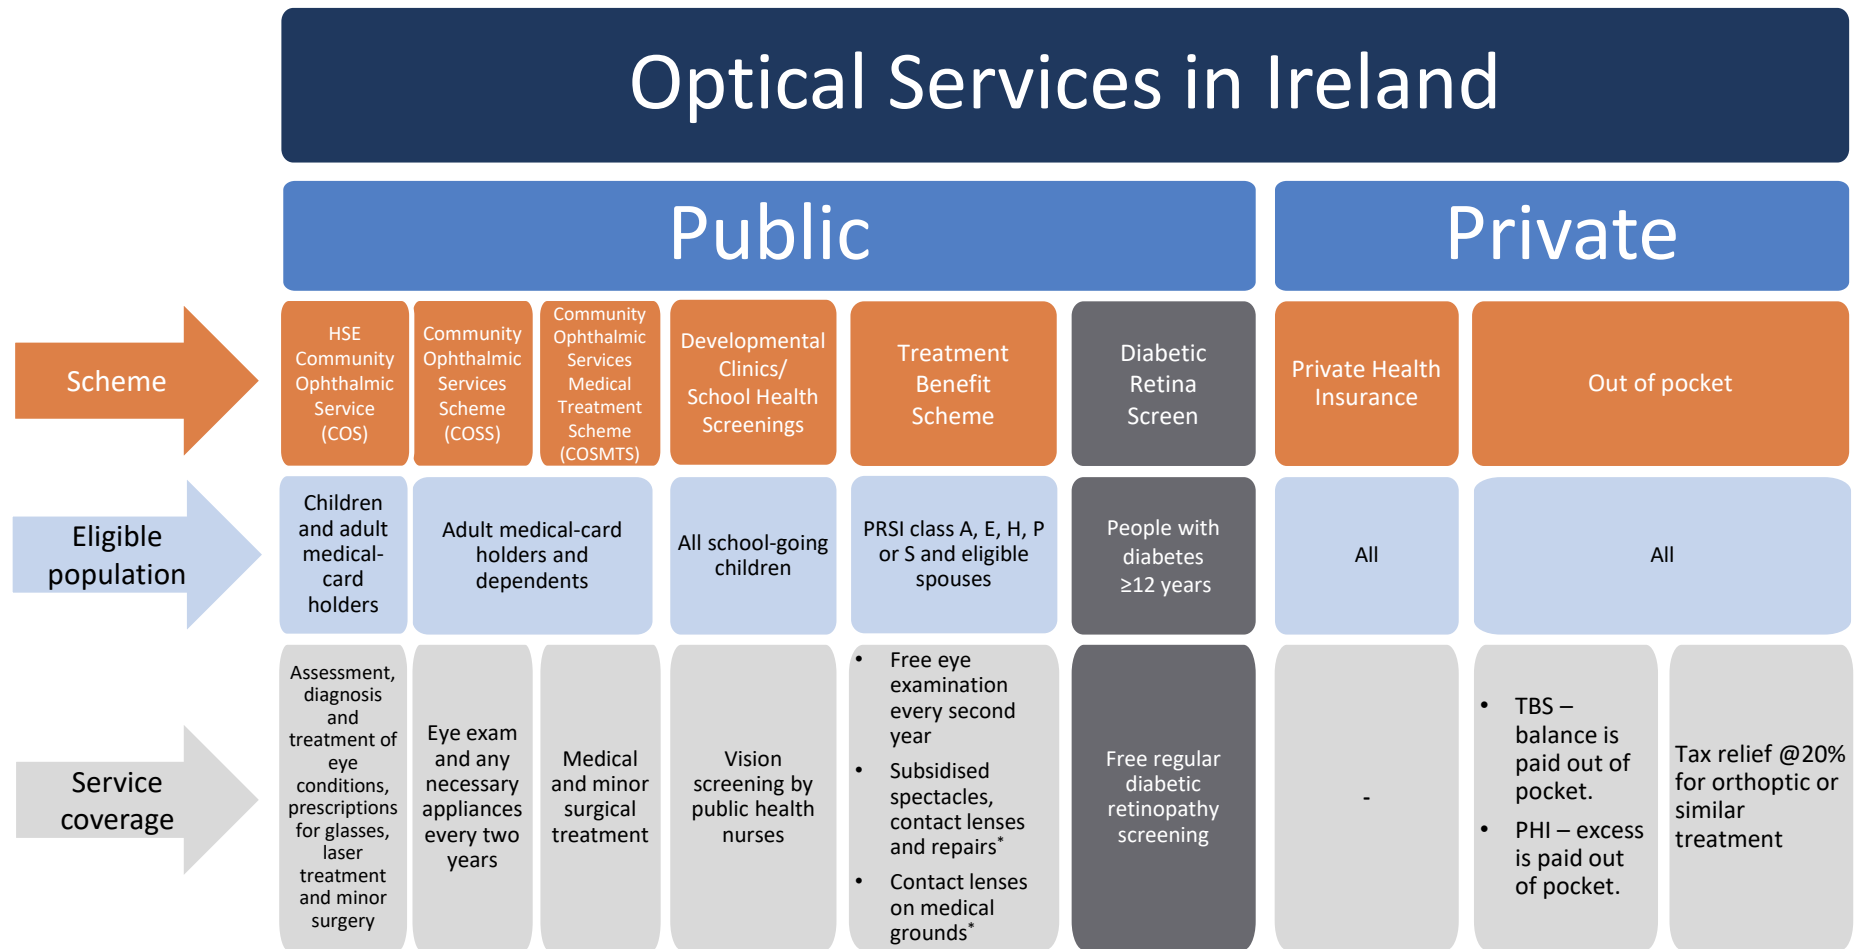 Optical Services in Ireland
Public
Private
Scheme
HSE
Community
Ophthalmic
Service
(COS)
Community
Ophthalmic
Services
Scheme
(COSS)
Community
Ophthalmic
Services
Medical
Treatment
Scheme
(COSMTS)
Developmental
Clinics/
School Health
Screenings
Treatment
Benefit
Scheme
Diabetic
Retina
Screen
Private Health
Insurance
Out of pocket
Eligible
population
Children
and adult
medical-
card
holders
Adult medical-card
holders and
dependents
All school-going
children
PRSI class A, E, H, P
or S and eligible
spouses
People with
diabetes
≥12 years
All
All
Service
coverage
Assessment,
diagnosis
and
treatment of
eye
conditions,
prescriptions
for glasses,
laser
treatment
and minor
surgery
Eye exam
and any
necessary
appliances
every two
years
Medical
and minor
surgical
treatment
Vision
screening by
public health
nurses
• Free eye
examination
every second
year
• Subsidised
spectacles,
contact lenses
and repairs*
• Contact lenses
on medical
grounds*
Free regular
diabetic
retinopathy
screening
-
• TBS –
balance is
paid out of
pocket.
• PHI – excess
is paid out
of pocket.
Tax relief @20%
for orthoptic or
similar
treatment